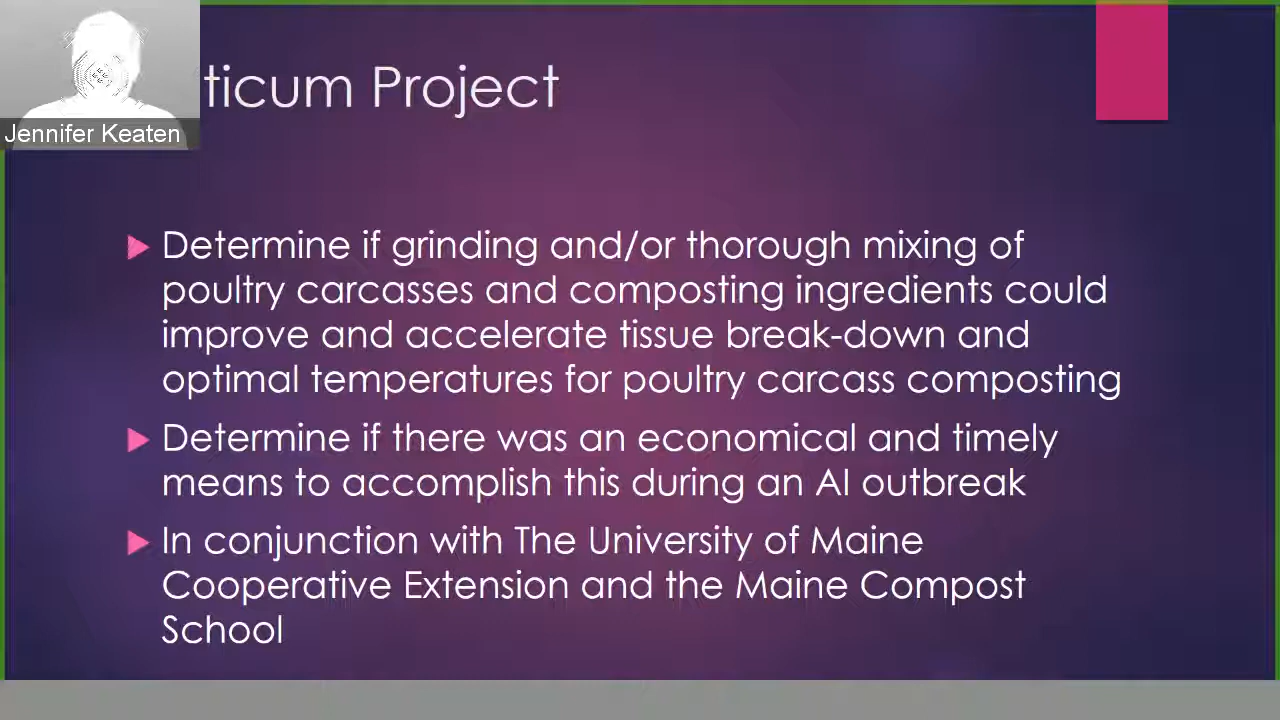 ticum Project
Jennifer Keaten
Determine if grinding and/or thorough mixing of
poultry carcasses and composting ingredients could
improve and accelerate tissue break-down and
optimal temperatures for poultry carcass composting
Determine if there was an economical and timely
means to accomplish this during an AI outbreak
In conjunction with The University of Maine
Cooperative Extension and the Maine Compost
School